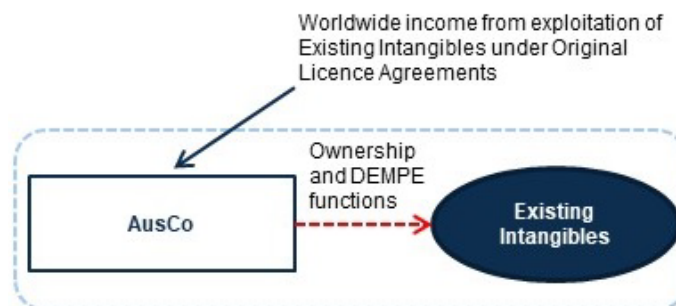 Worldwide income from exploitation of
Existing Intangibles under Original
Licence Agreements
Ownership
and DEMPE
functions
AusCo
Existing
Intangibles